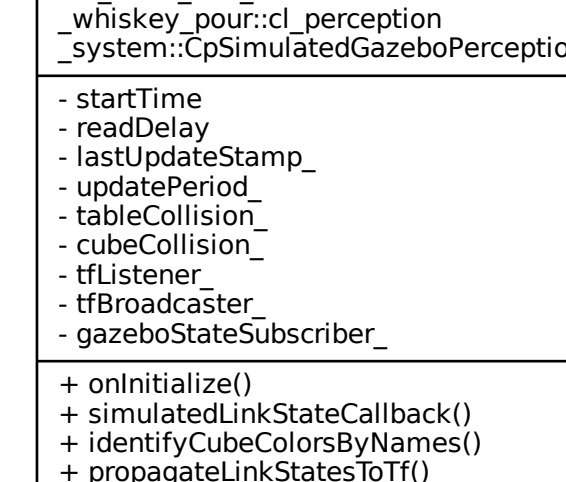 _whiskey_pour::cl_perception
_system::CpSimulatedGazeboPerceptio
- startTime
- readDelay
- lastUpdateStamp_
- updatePeriod_
- tableCollision_
- cubeCollision_
- tfListener_
- tfBroadcaster_
- gazeboStateSubscriber_
+ onInitialize()
+ simulatedLinkStateCallback()
+ identifyCubeColorsByNames()
+ propagateLinkStatesToTf()